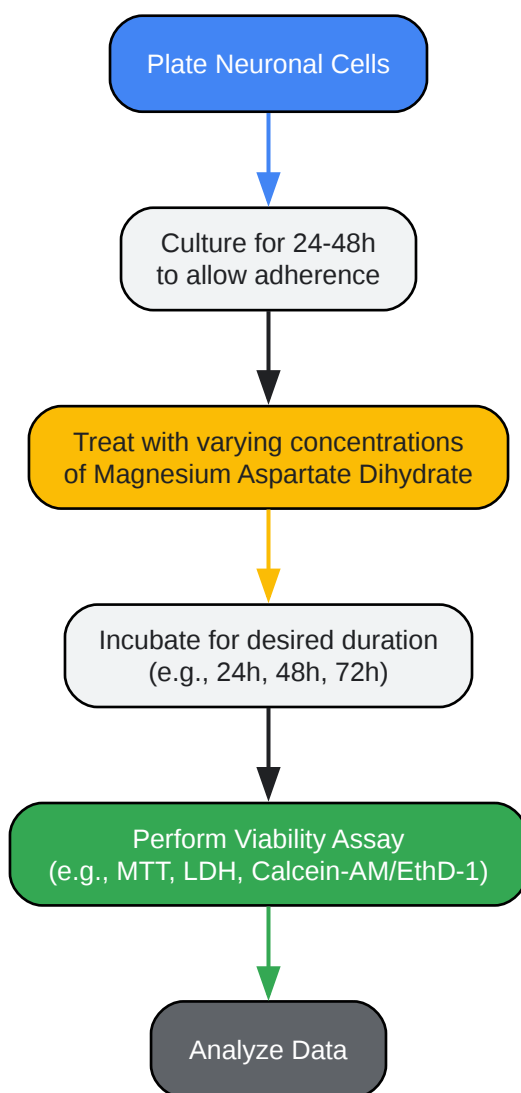 Plate Neuronal Cells
Culture for 24-48h
to allow adherence
Treat with varying concentrations
of Magnesium Aspartate Dihydrate
Incubate for desired duration
(e.g., 24h, 48h, 72h)
Perform Viability Assay
(e.g., MTT, LDH, Calcein-AM/EthD-1)
Analyze Data